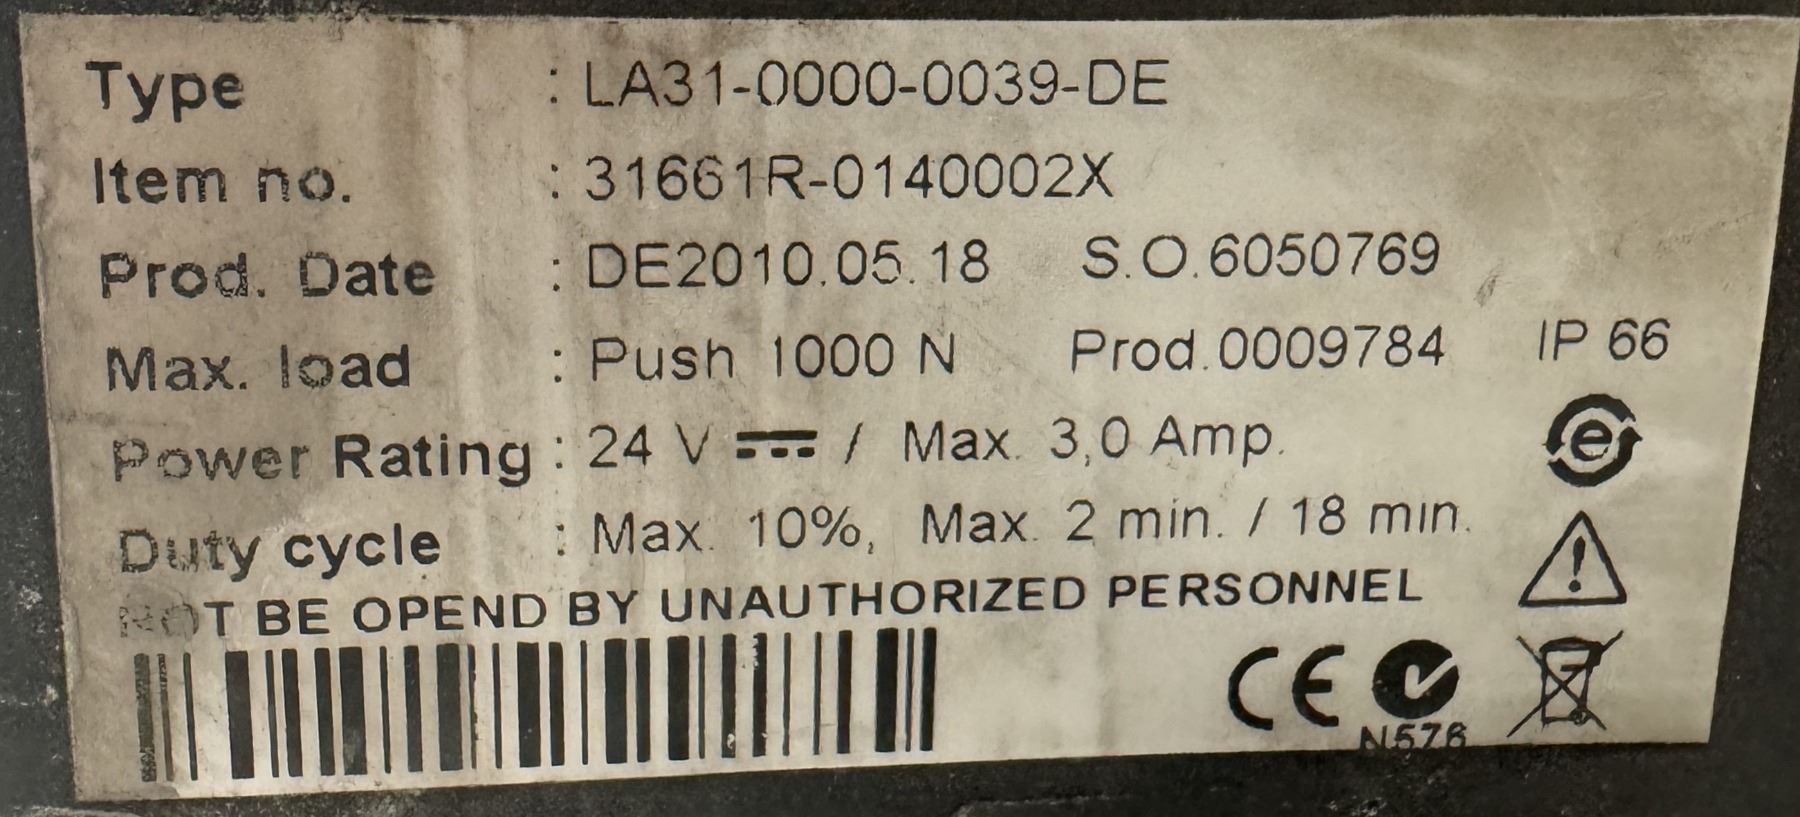 Type : LA31-0000-0039-DE
Item no. : 31661R-0140002X
Prod. Date : DE2010.05.18 S.O.6050769
Max. load : Push 1000 N Prod.0009784 IP 66
Power Rating : 24 V ⎓ / Max. 3,0 Amp.
Duty cycle : Max. 10%, Max. 2 min. / 18 min.
NOT BE OPEND BY UNAUTHORIZED PERSONNEL
CE
N576